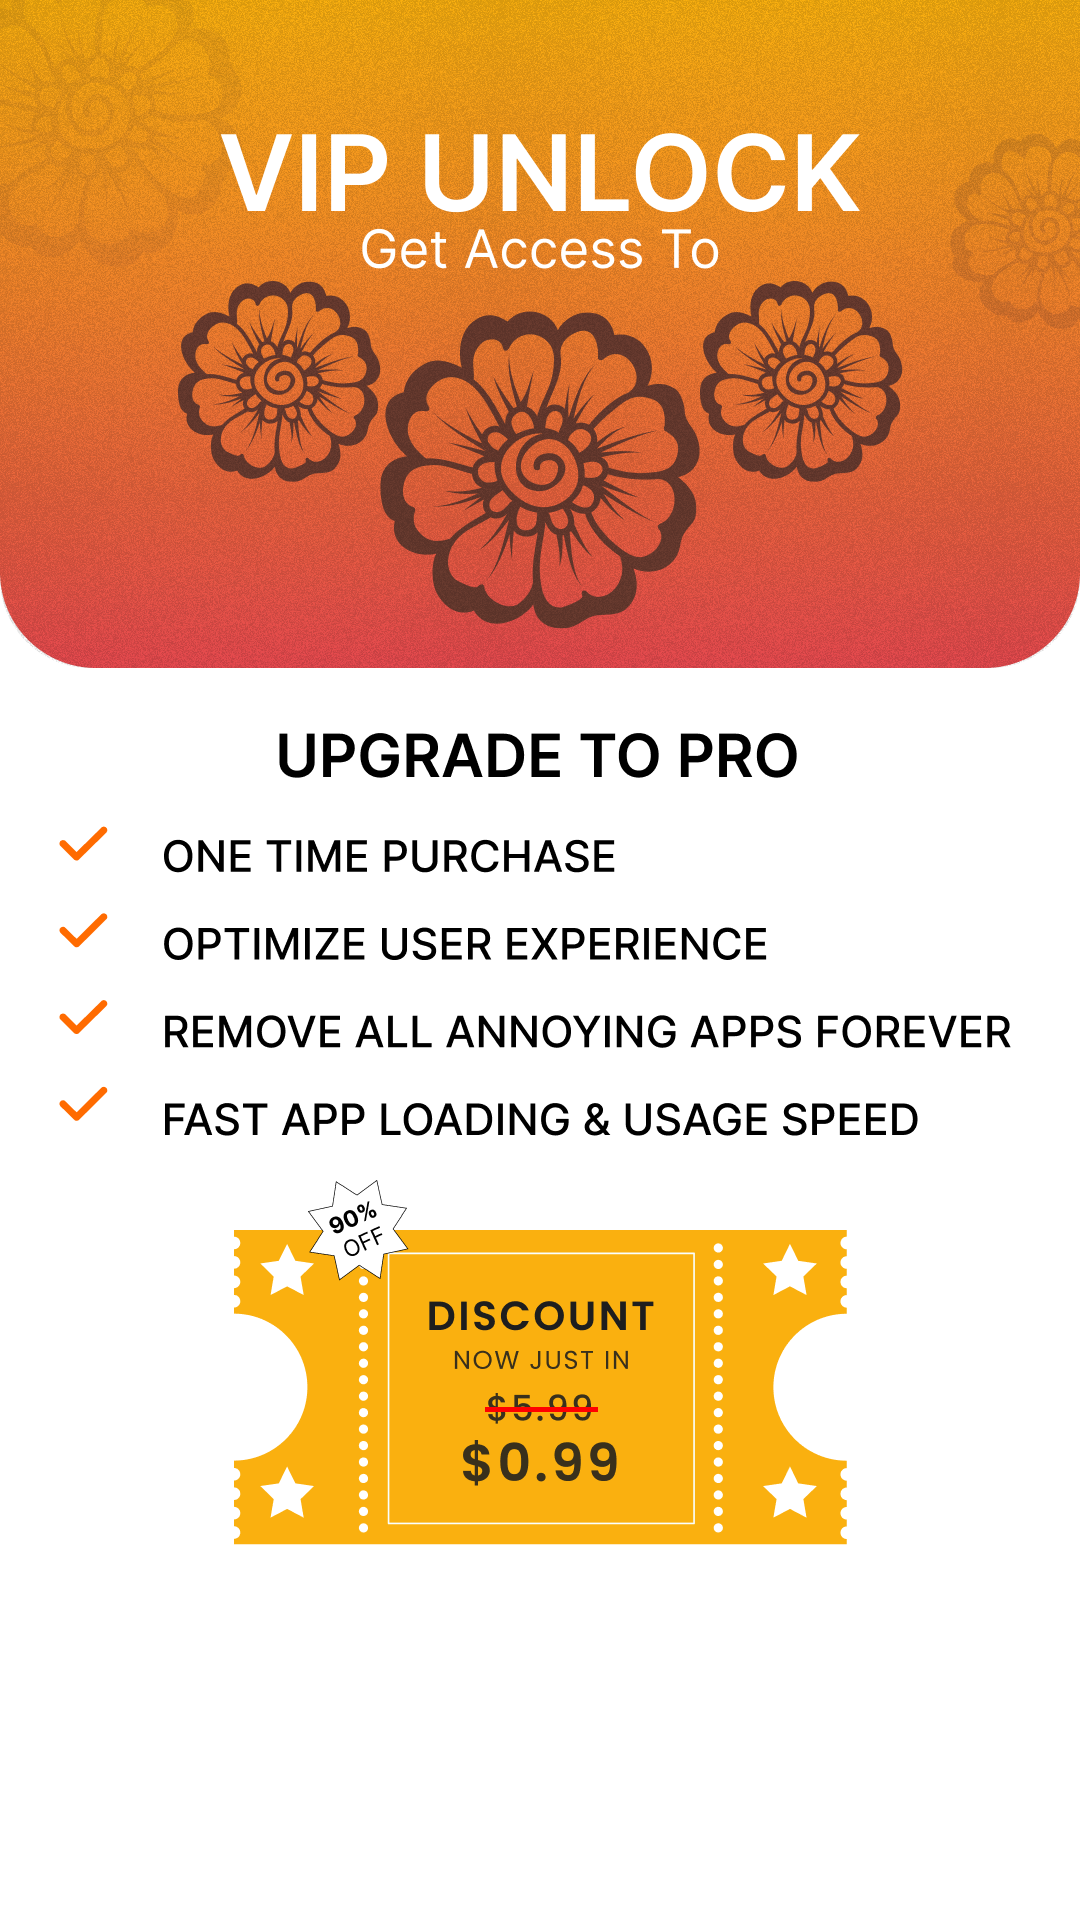 VIP UNLOCK
Get Access To
UPGRADE TO PRO
ONE TIME PURCHASE
OPTIMIZE USER EXPERIENCE
REMOVE ALL ANNOYING APPS FOREVER
FAST APP LOADING & USAGE SPEED
90%
OFF
DISCOUNT
NOW JUST IN
$5.99
$0.99